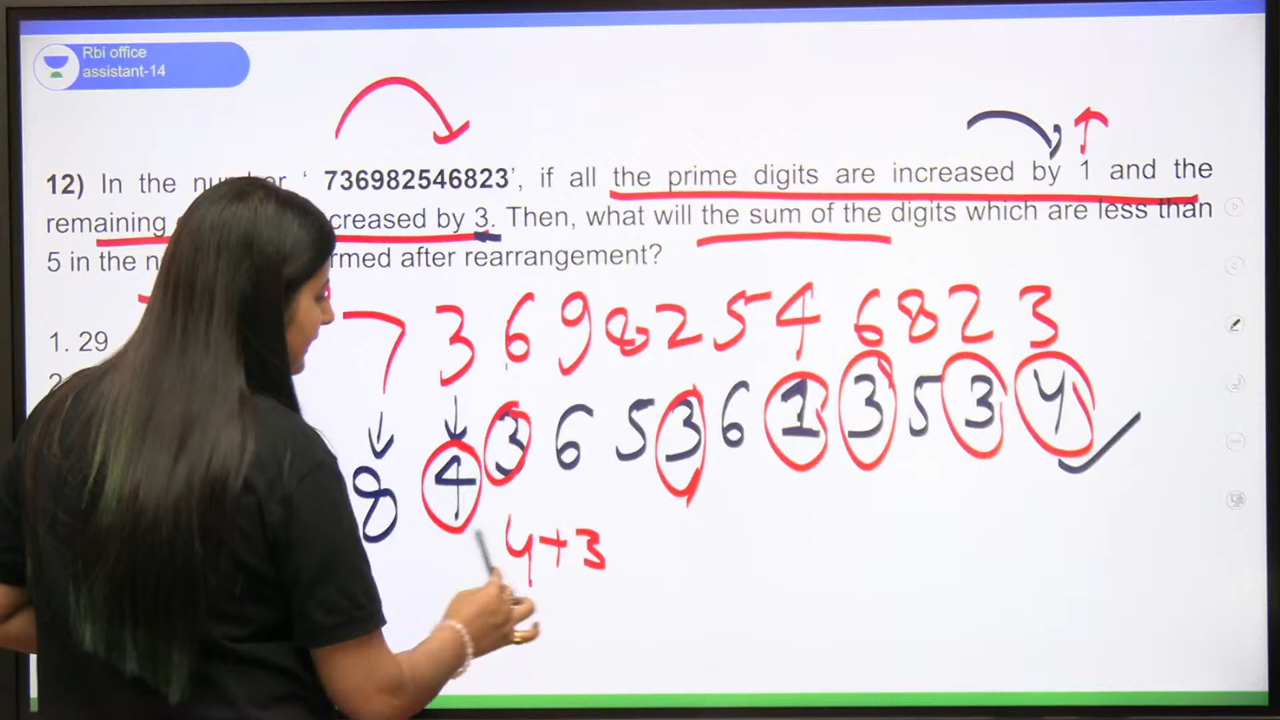 Rbi office
assistant-14
12) In the ‘ 736982546823’, if all the prime digits are increased by 1 and the
remaining creased by 3. Then, what will the sum of the digits which are less than
5 in the rmed after rearrangement?
7 3 6 9 8 2 5 4 6 8 2 3
1. 29
8 4 3 6 5 3 6 1 3 5 3 4
4+3